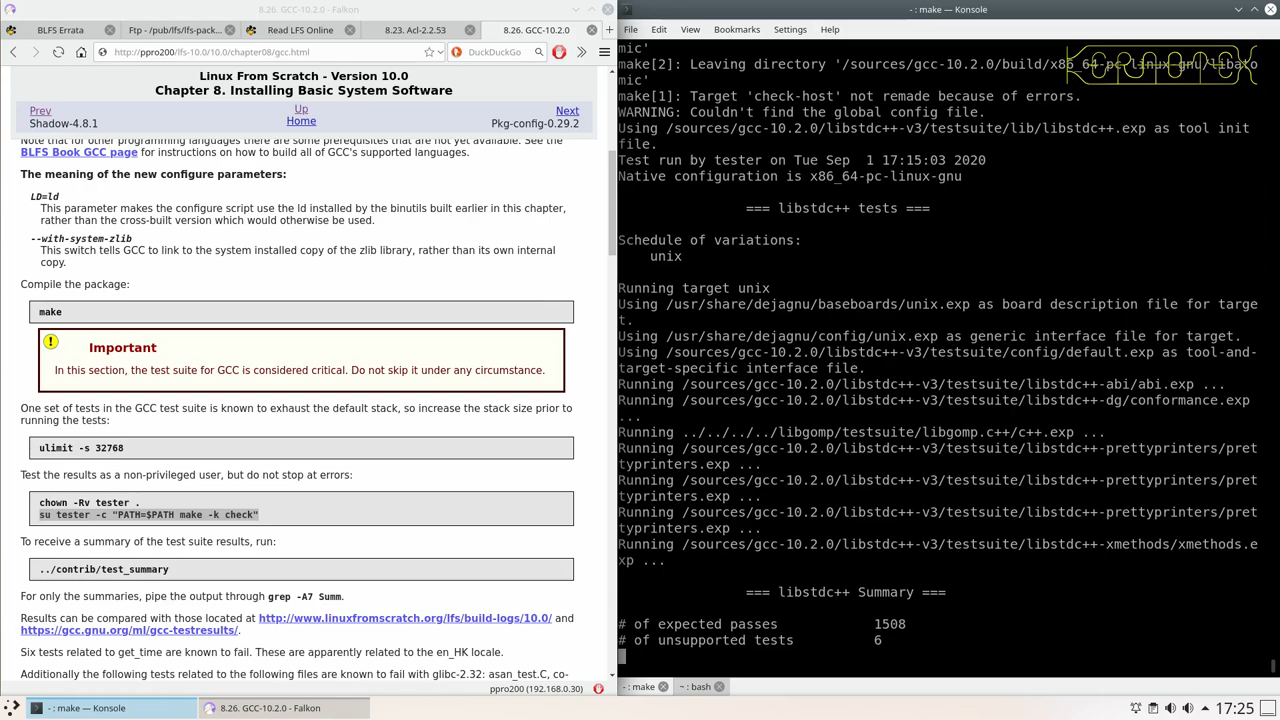 8.26. GCC-10.2.0 - Falkon
BLFS Errata
Ftp - /pub/lfs/lfs-pack...
Read LFS Online
8.23. Acl-2.2.53
8.26. GCC-10.2.0
http://ppro200/lfs-10.0/10.0/chapter08/gcc.html
DuckDuckGo
Linux From Scratch - Version 10.0
Chapter 8. Installing Basic System Software
Prev
Up
Next
Shadow-4.8.1
Home
Pkg-config-0.29.2
Note that for other programming languages there are some prerequisites that are not yet available. See the
BLFS Book GCC page for instructions on how to build all of GCC's supported languages.
The meaning of the new configure parameters:
LD=ld
This parameter makes the configure script use the ld installed by the binutils built earlier in this chapter,
rather than the cross-built version which would otherwise be used.
--with-system-zlib
This switch tells GCC to link to the system installed copy of the zlib library, rather than its own internal
copy.
Compile the package:
make
Important
In this section, the test suite for GCC is considered critical. Do not skip it under any circumstance.
One set of tests in the GCC test suite is known to exhaust the default stack, so increase the stack size prior to
running the tests:
ulimit -s 32768
Test the results as a non-privileged user, but do not stop at errors:
chown -Rv tester .
su tester -c "PATH=$PATH make -k check"
To receive a summary of the test suite results, run:
../contrib/test_summary
For only the summaries, pipe the output through grep -A7 Summ.
Results can be compared with those located at http://www.linuxfromscratch.org/lfs/build-logs/10.0/ and
https://gcc.gnu.org/ml/gcc-testresults/.
Six tests related to get_time are known to fail. These are apparently related to the en_HK locale.
Additionally the following tests related to the following files are known to fail with glibc-2.32: asan_test.C, co-
ppro200 (192.168.0.30)
- : make — Konsole
File Edit View Bookmarks Settings Help
mic'
make[2]: Leaving directory '/sources/gcc-10.2.0/build/x86_64-pc-linux-gnu/libato
mic'
make[1]: Target 'check-host' not remade because of errors.
WARNING: Couldn't find the global config file.
Using /sources/gcc-10.2.0/libstdc++-v3/testsuite/lib/libstdc++.exp as tool init
file.
Test run by tester on Tue Sep  1 17:15:03 2020
Native configuration is x86_64-pc-linux-gnu
=== libstdc++ tests ===
Schedule of variations:
unix
Running target unix
Using /usr/share/dejagnu/baseboards/unix.exp as board description file for targe
t.
Using /usr/share/dejagnu/config/unix.exp as generic interface file for target.
Using /sources/gcc-10.2.0/libstdc++-v3/testsuite/config/default.exp as tool-and-
target-specific interface file.
Running /sources/gcc-10.2.0/libstdc++-v3/testsuite/libstdc++-abi/abi.exp ...
Running /sources/gcc-10.2.0/libstdc++-v3/testsuite/libstdc++-dg/conformance.exp
...
Running ../../../../libgomp/testsuite/libgomp.c++/c++.exp ...
Running /sources/gcc-10.2.0/libstdc++-v3/testsuite/libstdc++-prettyprinters/pret
typrinters.exp ...
Running /sources/gcc-10.2.0/libstdc++-v3/testsuite/libstdc++-prettyprinters/pret
typrinters.exp ...
Running /sources/gcc-10.2.0/libstdc++-v3/testsuite/libstdc++-prettyprinters/pret
typrinters.exp ...
Running /sources/gcc-10.2.0/libstdc++-v3/testsuite/libstdc++-xmethods/xmethods.e
xp ...
=== libstdc++ Summary ===
# of expected passes 1508
# of unsupported tests 6
- : make
~ : bash
- : make — Konsole
8.26. GCC-10.2.0 - Falkon
17:25